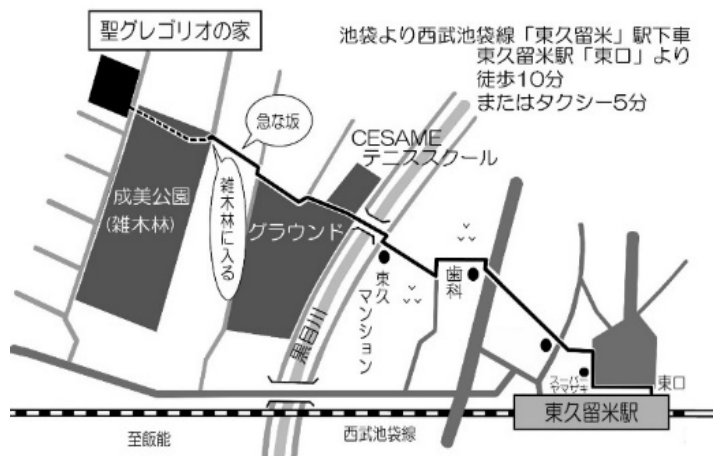 聖グレゴリオの家
池袋より西武池袋線「東久留米」駅下車
東久留米駅「東口」より
徒歩10分
またはタクシー5分
急な坂
CESAME
テニススクール
成美公園
(雑木林)
雑木林に入る
グラウンド
歯科
東久
マンション
黒目川
スーパー
ヤマザキ
東口
東久留米駅
至飯能
西武池袋線